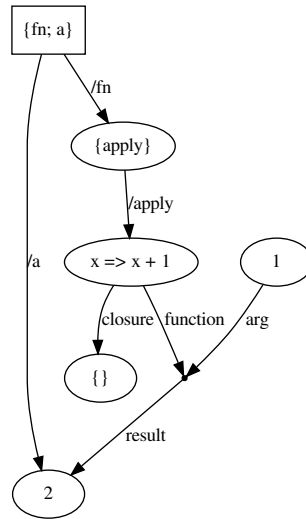 {fn; a}
/fn
{apply}
/apply
/a
x => x + 1
1
closure
function
arg
{}
result
2